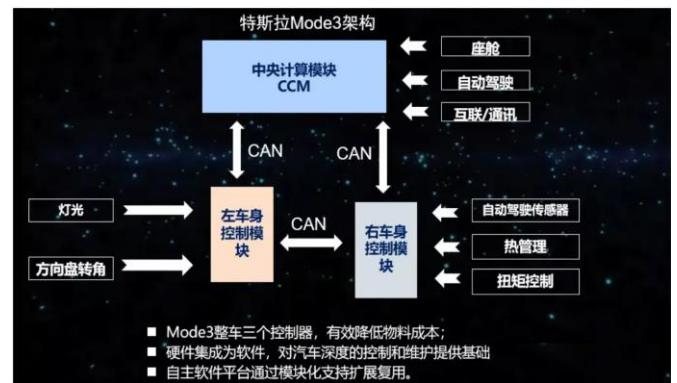 特斯拉Mode3架构
中央计算模块
CCM
座舱
自动驾驶
互联/通讯
CAN
CAN
灯光
方向盘转角
左车身
控制模
块
CAN
右车身
控制模
块
自动驾驶传感器
热管理
扭矩控制
■ Mode3整车三个控制器，有效降低物料成本；
■ 硬件集成为软件，对汽车深度的控制和维护提供基础
■ 自主软件平台通过模块化支持扩展复用。